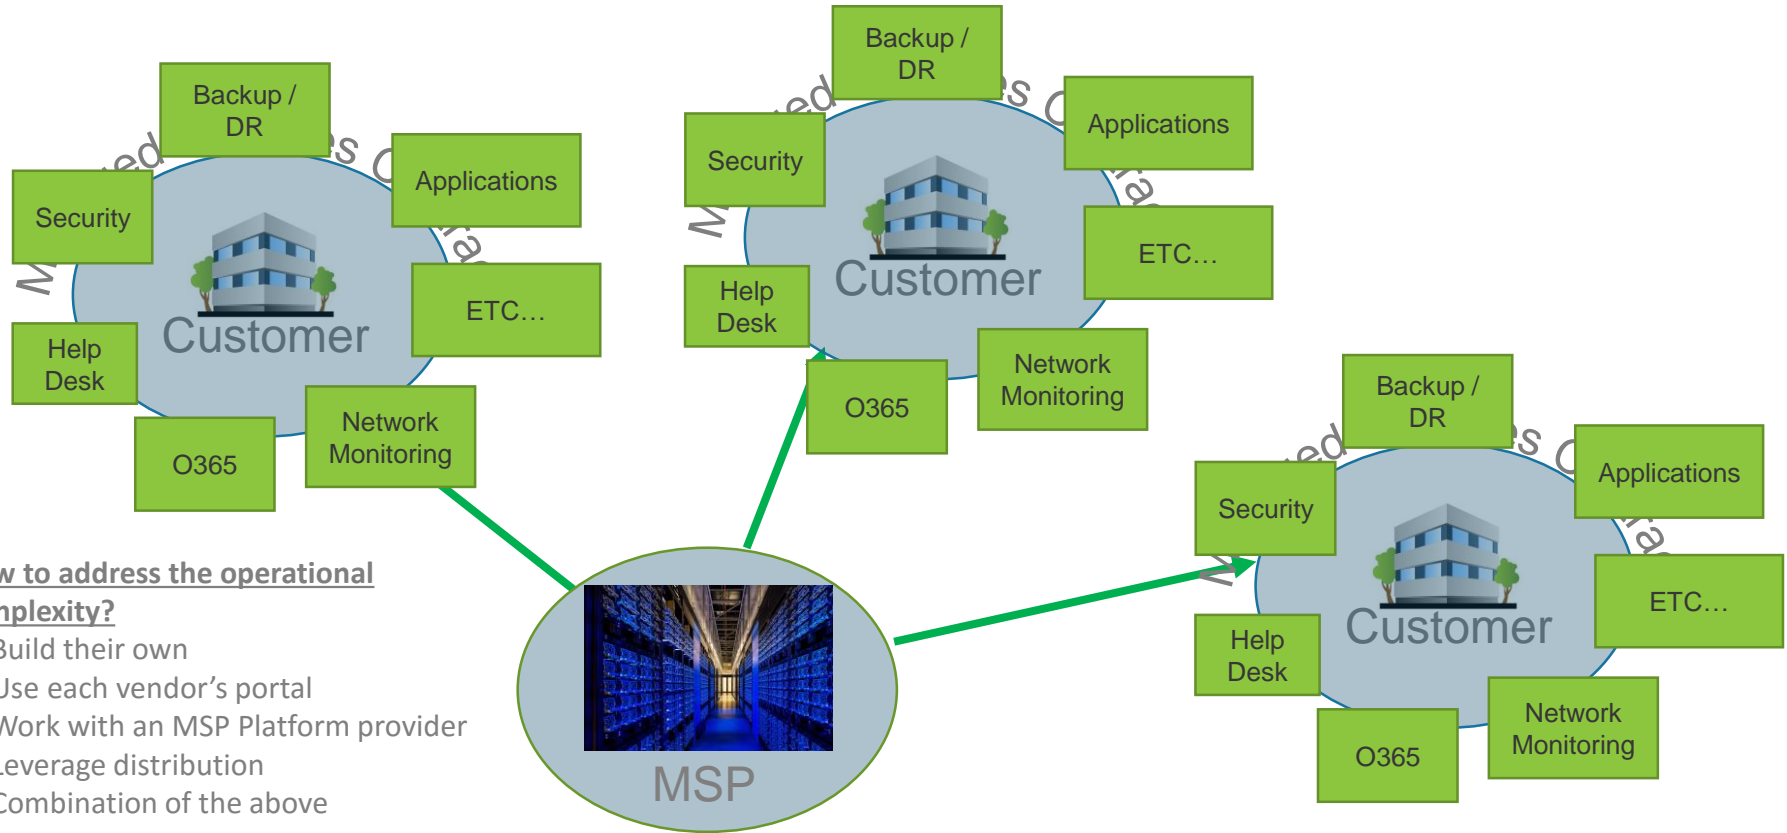 Backup /
DR
Applications
Security
ETC…
Customer
Help
Desk
Network
Monitoring
O365
Backup /
DR
Applications
Security
ETC…
Customer
Help
Desk
Network
Monitoring
O365
Backup /
DR
Applications
Security
ETC…
Customer
Help
Desk
Network
Monitoring
O365
to address the operational
Build their own
Use each vendor’s portal
Work with an MSP Platform provider
Leverage distribution
Combination of the above
MSP